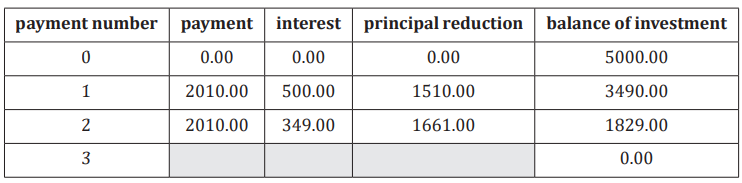 payment number payment interest principal reduction balance of investment
0 0.00 0.00 0.00 5000.00
1 2010.00 500.00 1510.00 3490.00
2 2010.00 349.00 1661.00 1829.00
3 0.00